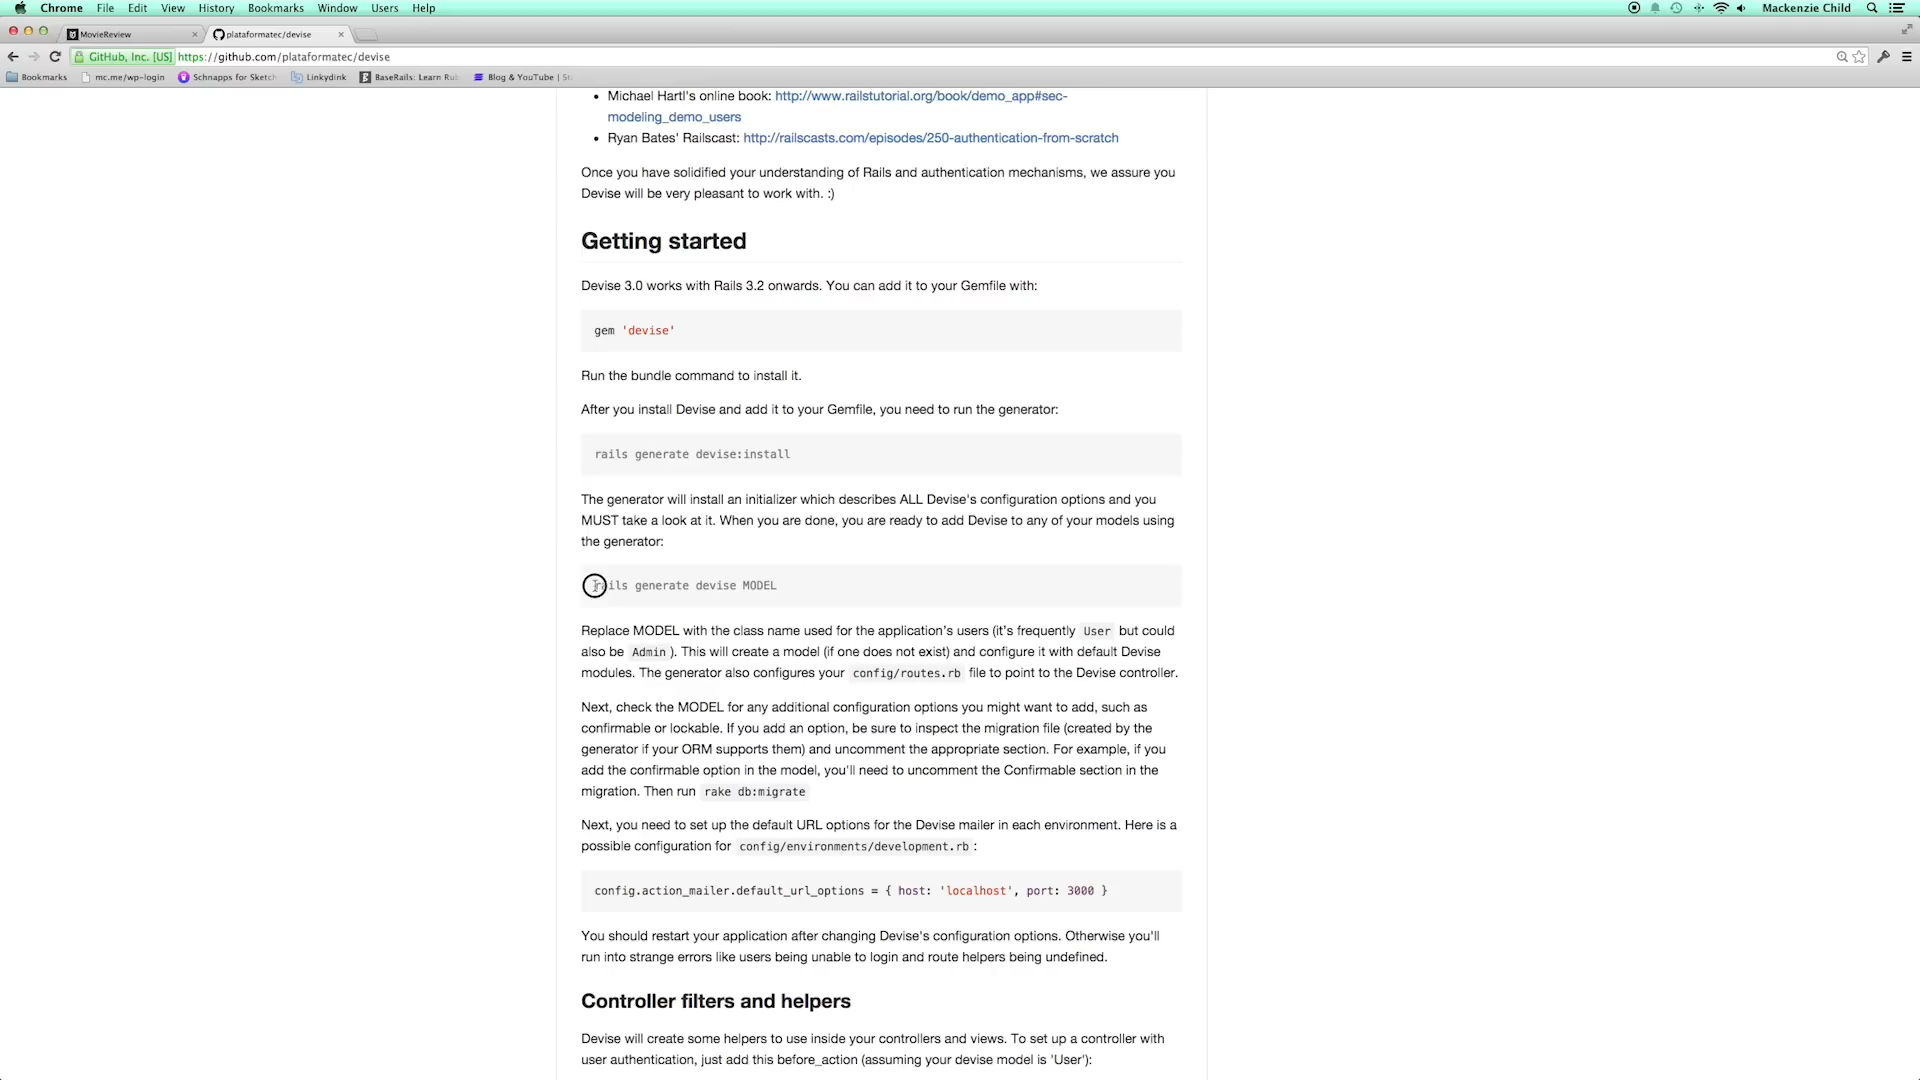 Chrome File Edit View History Bookmarks Window Users Help Mackenzie Child
MovieReview plataformatec/devise
GitHub, Inc. [US] https://github.com/plataformatec/devise
Bookmarks mc.me/wp-login Schnapps for Sketch Linkydink BaseRails: Learn Ru Blog & YouTube | St
• Michael Hartl's online book: http://www.railstutorial.org/book/demo_app#sec-
modeling_demo_users
• Ryan Bates' Railscast: http://railscasts.com/episodes/250-authentication-from-scratch
Once you have solidified your understanding of Rails and authentication mechanisms, we assure you
Devise will be very pleasant to work with. :)
Getting started
Devise 3.0 works with Rails 3.2 onwards. You can add it to your Gemfile with:
gem 'devise'
Run the bundle command to install it.
After you install Devise and add it to your Gemfile, you need to run the generator:
rails generate devise:install
The generator will install an initializer which describes ALL Devise's configuration options and you
MUST take a look at it. When you are done, you are ready to add Devise to any of your models using
the generator:
rails generate devise MODEL
Replace MODEL with the class name used for the application's users (it's frequently User but could
also be Admin ). This will create a model (if one does not exist) and configure it with default Devise
modules. The generator also configures your config/routes.rb file to point to the Devise controller.
Next, check the MODEL for any additional configuration options you might want to add, such as
confirmable or lockable. If you add an option, be sure to inspect the migration file (created by the
generator if your ORM supports them) and uncomment the appropriate section. For example, if you
add the confirmable option in the model, you'll need to uncomment the Confirmable section in the
migration. Then run rake db:migrate
Next, you need to set up the default URL options for the Devise mailer in each environment. Here is a
possible configuration for config/environments/development.rb :
config.action_mailer.default_url_options = { host: 'localhost', port: 3000 }
You should restart your application after changing Devise's configuration options. Otherwise you'll
run into strange errors like users being unable to login and route helpers being undefined.
Controller filters and helpers
Devise will create some helpers to use inside your controllers and views. To set up a controller with
user authentication, just add this before_action (assuming your devise model is 'User'):